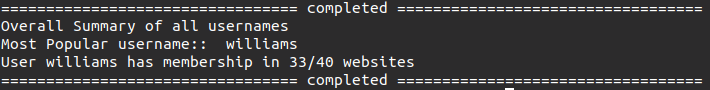 ================================= completed ==================================
Overall Summary of all usernames
Most Popular username::  williams
User williams has membership in 33/40 websites
================================= completed ==================================